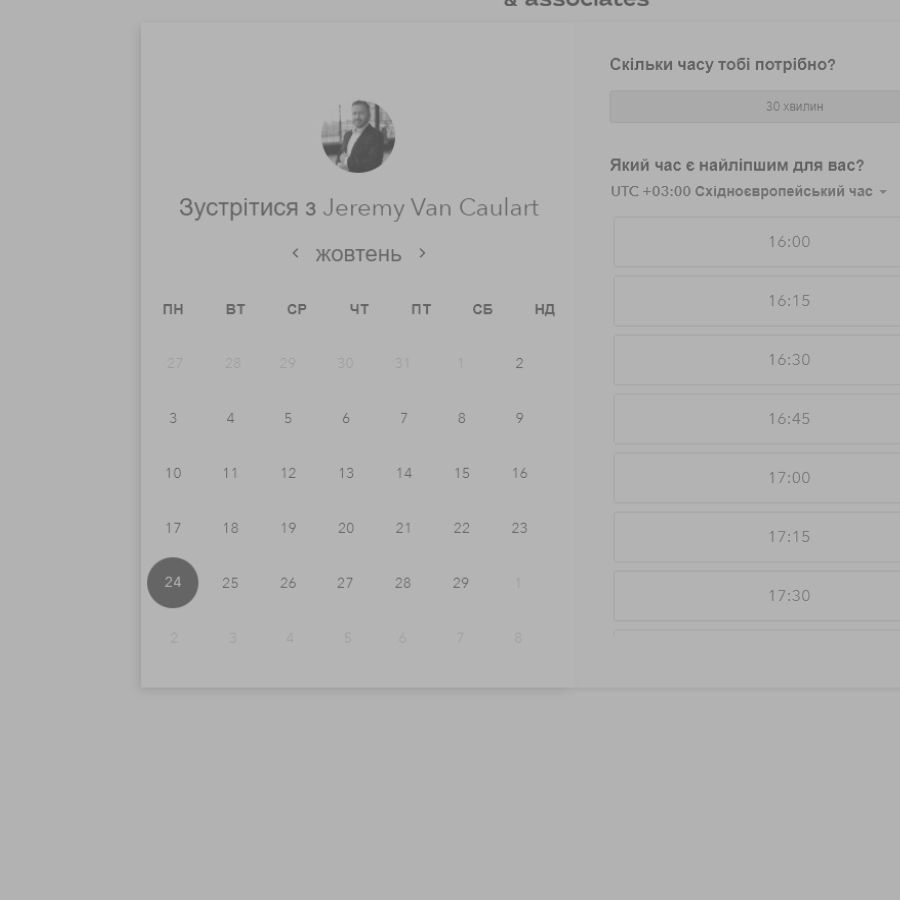 & associates
Зустрітися з Jeremy Van Caulart
жовтень
ПН ВТ СР ЧТ ПТ СБ НД
27 28 29 30 31 1 2
3 4 5 6 7 8 9
10 11 12 13 14 15 16
17 18 19 20 21 22 23
24 25 26 27 28 29 1
2 3 4 5 6 7 8
Скільки часу тобі потрібно?
30 хвилин
Який час є найліпшим для вас?
UTC +03:00 Східноєвропейський час
16:00
16:15
16:30
16:45
17:00
17:15
17:30